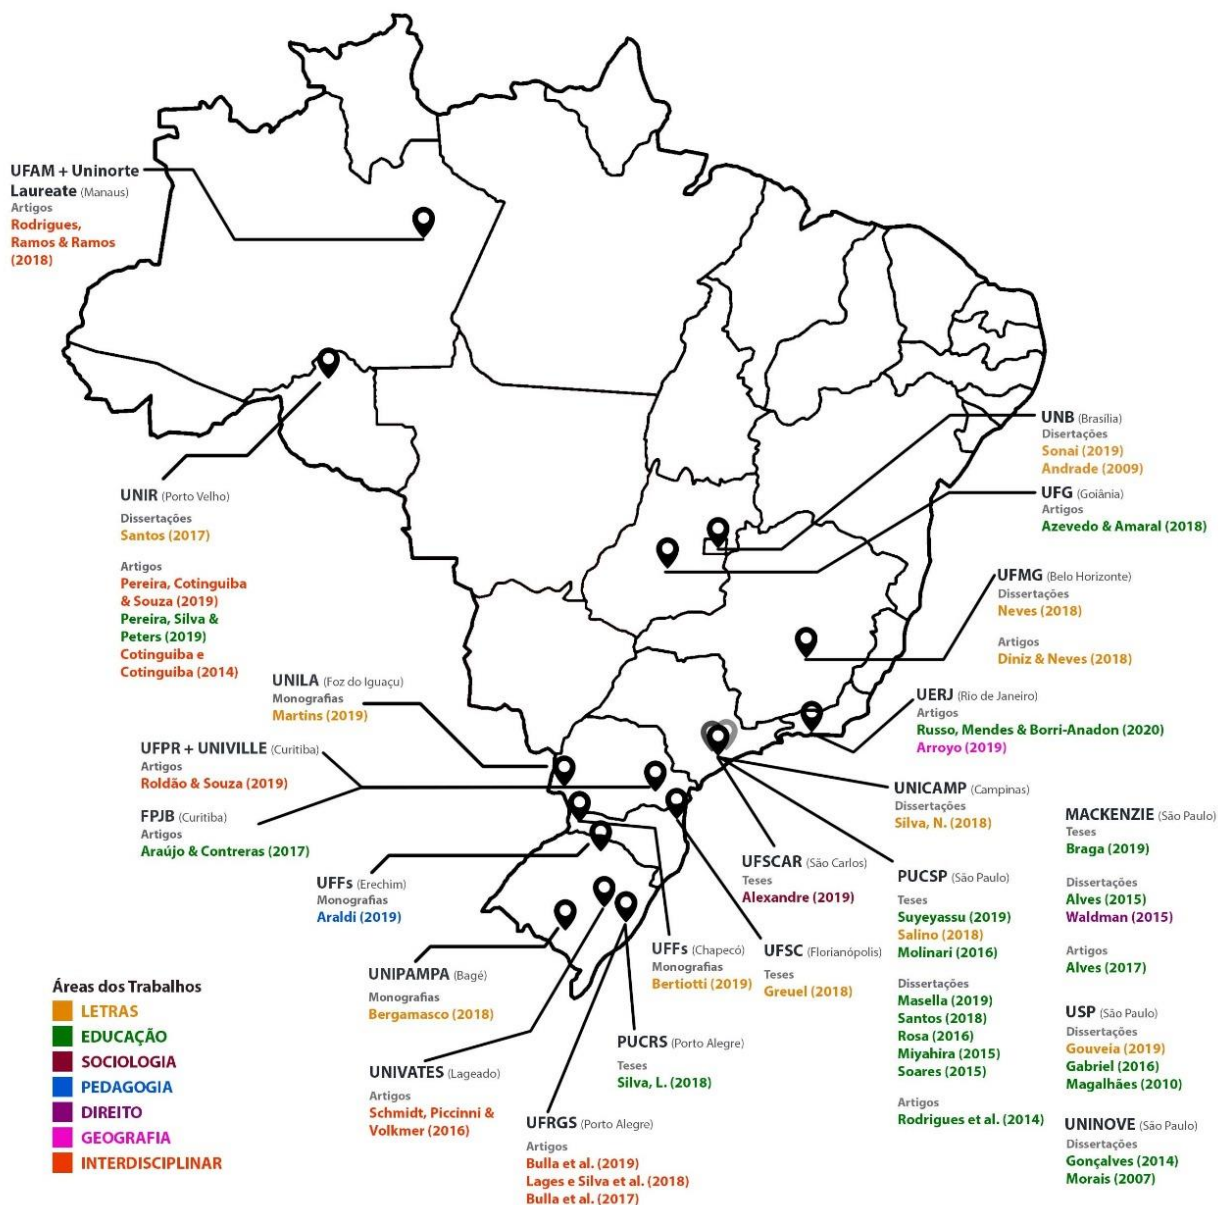 UFAM + Uninorte
Laureate (Manaus)
Artigos
Rodrigues,
Ramos & Ramos
(2018)
UNIR (Porto Velho)
Dissertações
Santos (2017)
Artigos
Pereira, Cotinguiba
& Souza (2019)
Pereira, Silva &
Peters (2019)
Cotinguiba e
Cotinguiba (2014)
UNILA (Foz do Iguaçu)
Monografias
Martins (2019)
UFPR + UNIVILLE (Curitiba)
Artigos
Roldão & Souza (2019)
FPJB (Curitiba)
Artigos
Araújo & Contreras (2017)
UFFs (Erechim)
Monografias
Araldi (2019)
UNIPAMPA (Bagé)
Monografias
Bergamasco (2018)
UNIVATES (Lageado)
Artigos
Schmidt, Piccinni &
Volkmer (2016)
UFRGS (Porto Alegre)
Artigos
Bulla et al. (2019)
Lages e Silva et al. (2018)
Bulla et al. (2017)
PUCRS (Porto Alegre)
Teses
Silva, L. (2018)
UFFs (Chapecó)
Monografias
Bertiotti (2019)
UFSC (Florianópolis)
Teses
Greuel (2018)
UFSCAR (São Carlos)
Teses
Alexandre (2019)
UNB (Brasília)
Disertações
Sonai (2019)
Andrade (2009)
UFG (Goiânia)
Artigos
Azevedo & Amaral (2018)
UFMG (Belo Horizonte)
Dissertações
Neves (2018)
Artigos
Diniz & Neves (2018)
UERJ (Rio de Janeiro)
Artigos
Russo, Mendes & Borri-Anadon (2020)
Arroyo (2019)
UNICAMP (Campinas)
Dissertações
Silva, N. (2018)
PUCSP (São Paulo)
Teses
Suyeyassu (2019)
Salino (2018)
Molinari (2016)
Dissertações
Masella (2019)
Santos (2018)
Rosa (2016)
Miyahira (2015)
Soares (2015)
Artigos
Rodrigues et al. (2014)
MACKENZIE (São Paulo)
Teses
Braga (2019)
Dissertações
Alves (2015)
Waldman (2015)
Artigos
Alves (2017)
USP (São Paulo)
Dissertações
Gouveia (2019)
Gabriel (2016)
Magalhães (2010)
UNINOVE (São Paulo)
Dissertações
Gonçalves (2014)
Morais (2007)
Áreas dos Trabalhos
LETRAS
EDUCAÇÃO
SOCIOLOGIA
PEDAGOGIA
DIREITO
GEOGRAFIA
INTERDISCIPLINAR